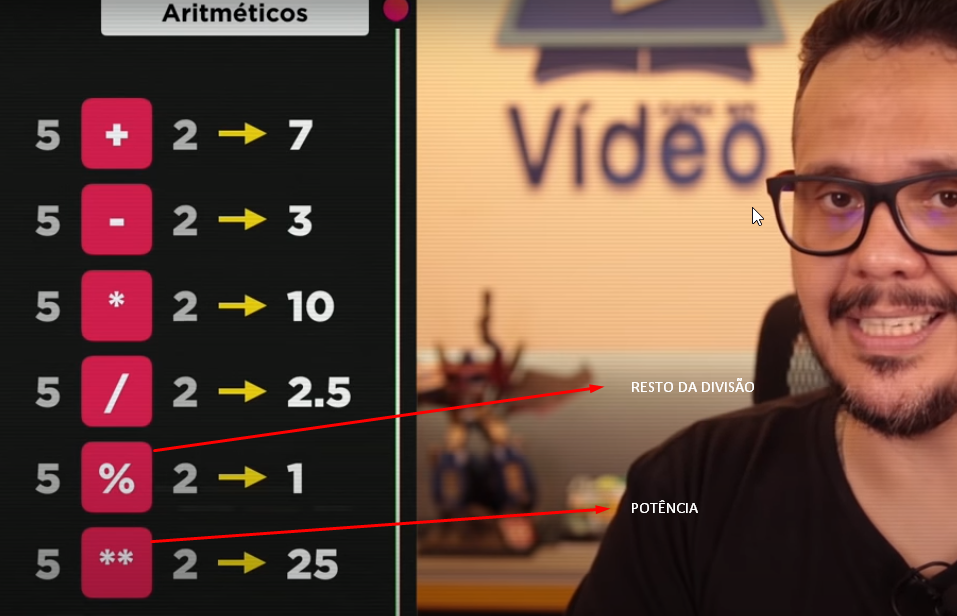 Aritméticos
5 + 2 → 7
5 - 2 → 3
5 * 2 → 10
5 / 2 → 2.5
5 % 2 → 1
5 ** 2 → 25
Vídeo
RESTO DA DIVISÃO
POTÊNCIA